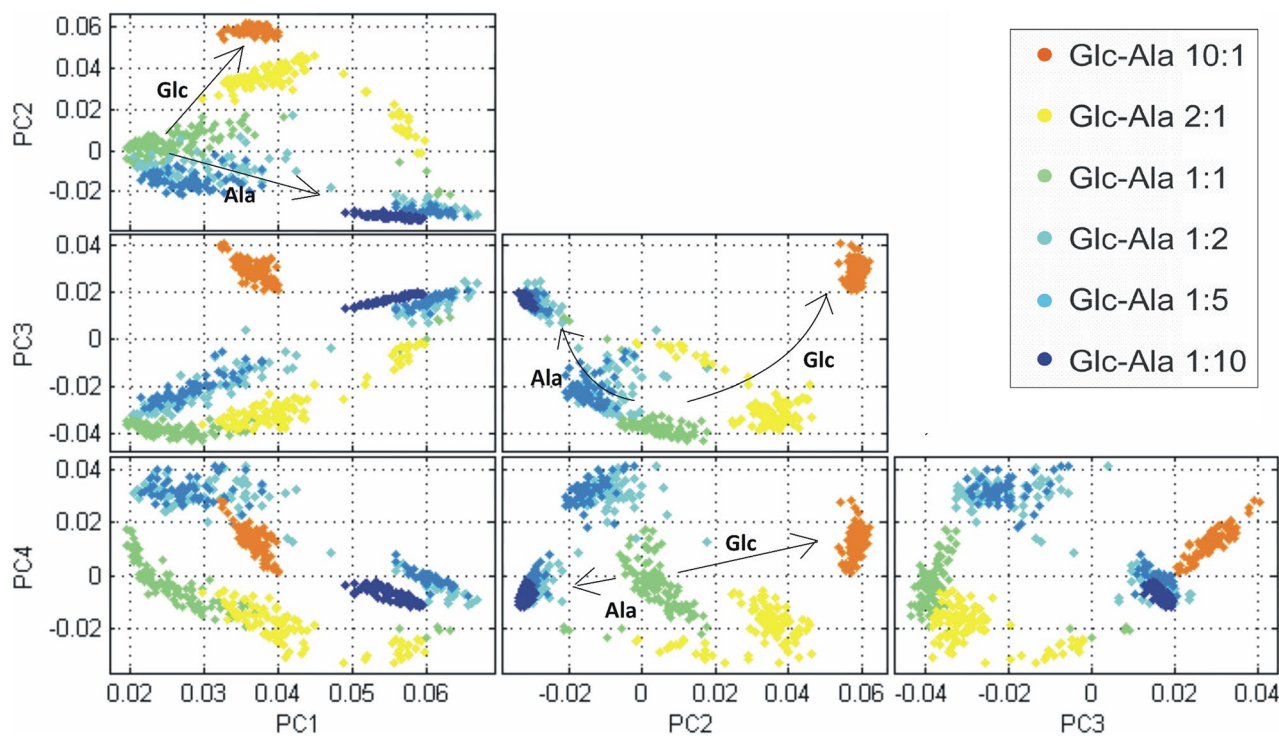 0.06
0.04
0.02
0
-0.02
PC2
Glc
Ala
Glc-Ala 10:1
Glc-Ala 2:1
Glc-Ala 1:1
Glc-Ala 1:2
Glc-Ala 1:5
Glc-Ala 1:10
0.04
0.02
0
-0.02
-0.04
PC3
Ala
Glc
0.04
0.02
0
-0.02
PC4
Glc
Ala
0.02 0.03 0.04 0.05 0.06
PC1
-0.02 0 0.02 0.04 0.06
PC2
-0.04 -0.02 0 0.02 0.04
PC3